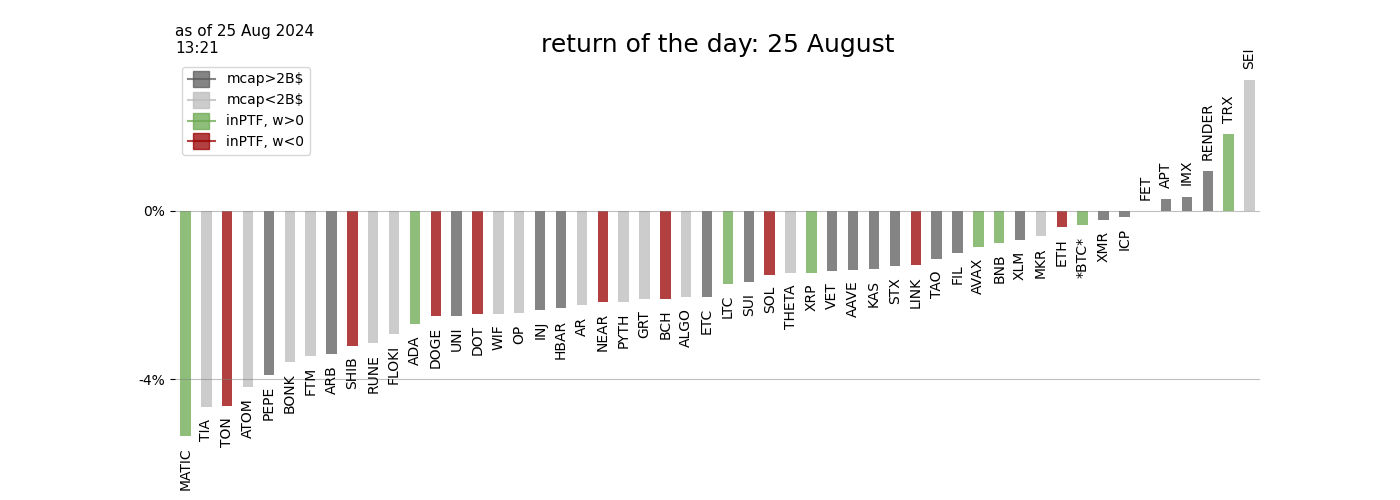 as of 25 Aug 2024
13:21
return of the day: 25 August
mcap>2B$
mcap<2B$
inPTF, w>0
inPTF, w<0
0%
-4%
MATIC
TIA
TON
ATOM
PEPE
BONK
FTM
ARB
SHIB
RUNE
FLOKI
ADA
DOGE
UNI
DOT
WIF
OP
INJ
HBAR
AR
NEAR
PYTH
GRT
BCH
ALGO
ETC
LTC
SUI
SOL
THETA
XRP
VET
AAVE
KAS
STX
LINK
TAO
FIL
AVAX
BNB
XLM
MKR
ETH
*BTC*
XMR
ICP
FET
APT
IMX
RENDER
TRX
SEI